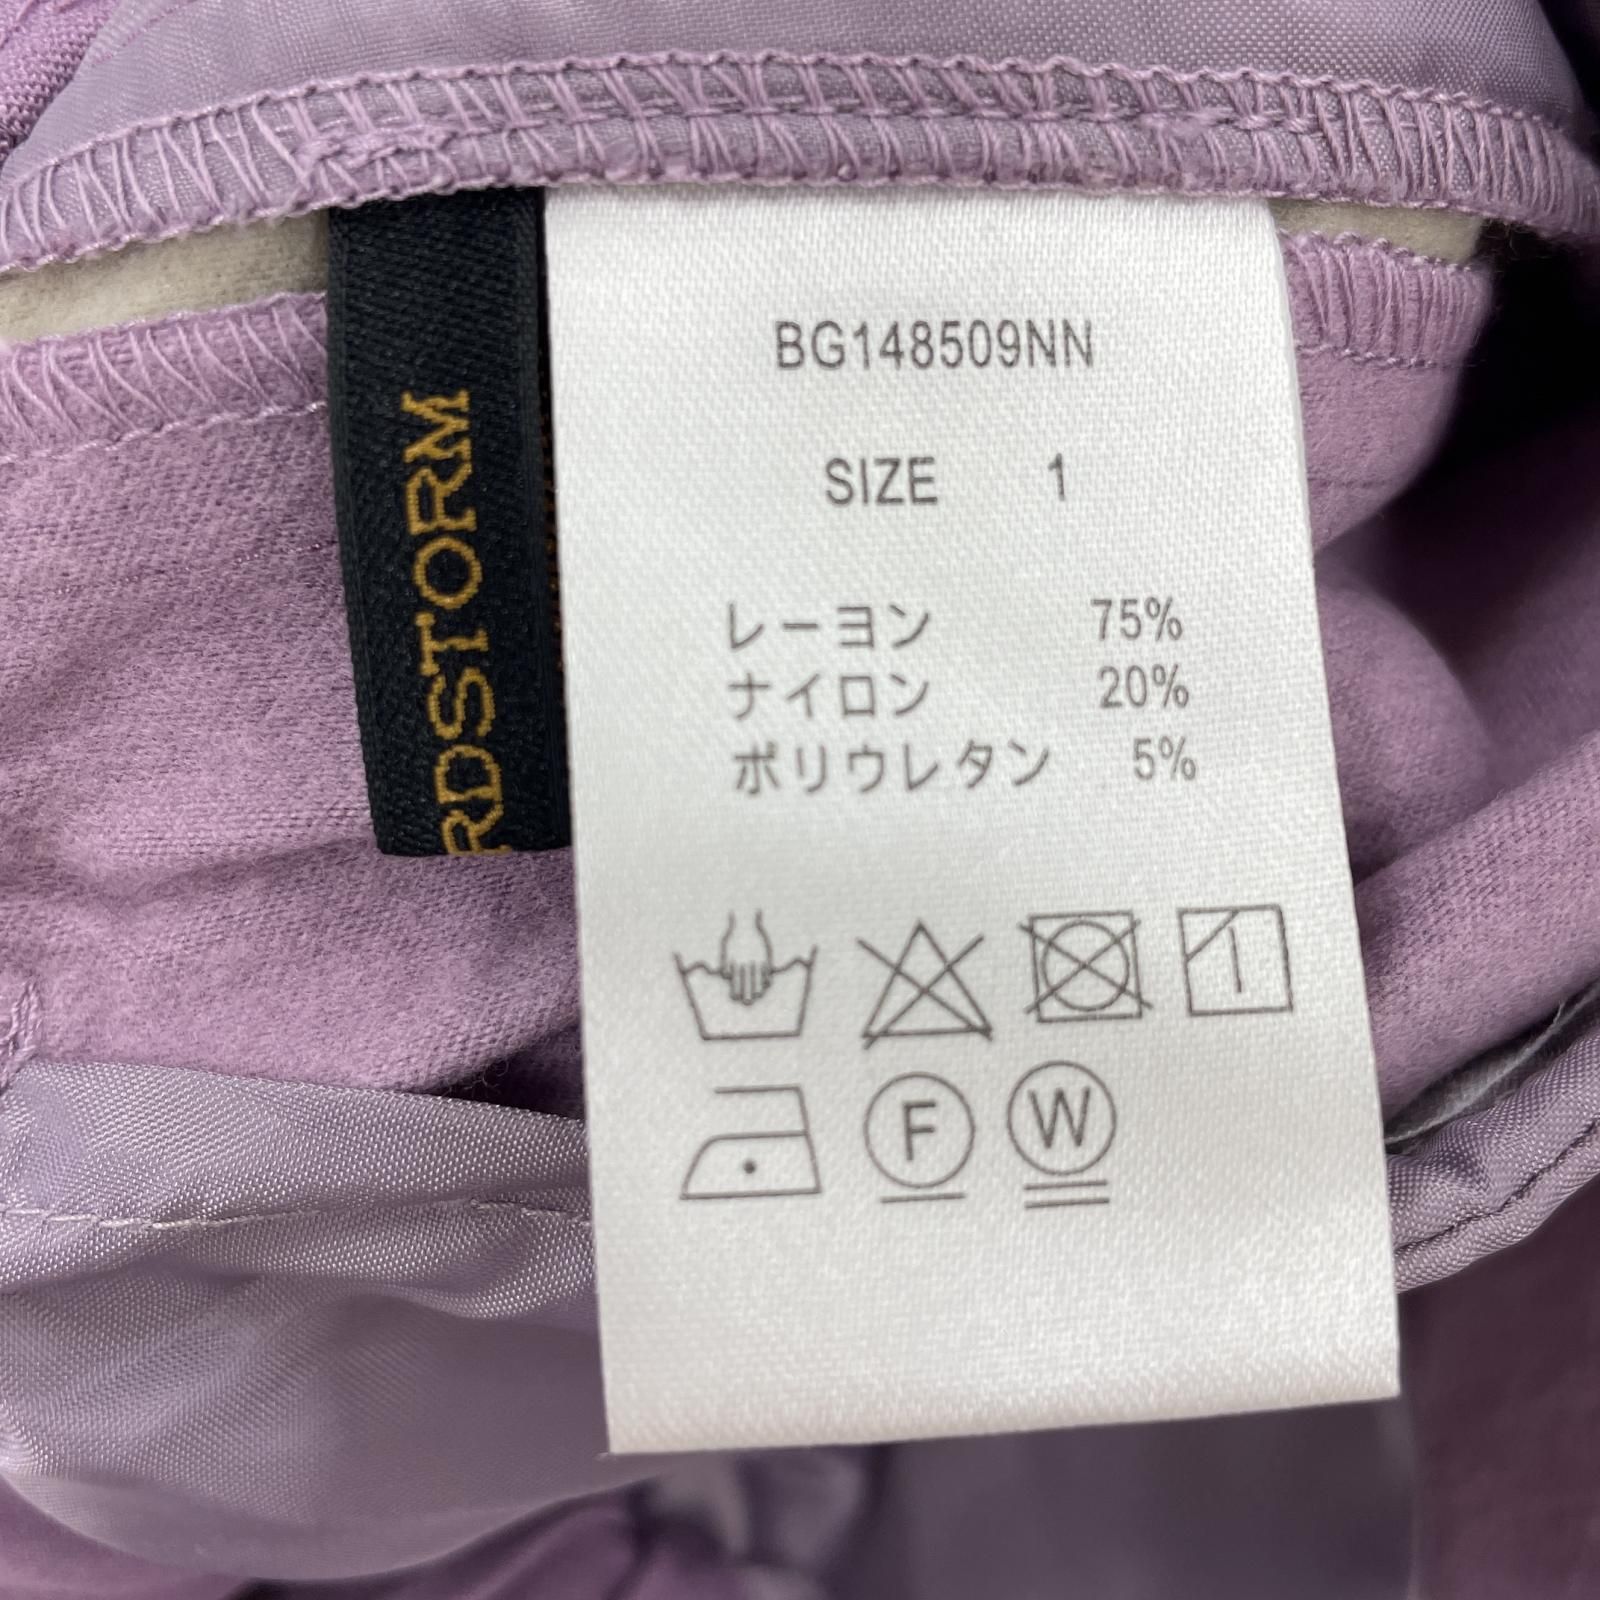 RDSTORM
BG148509NN
SIZE 1
レーヨン 75%
ナイロン 20%
ポリウレタン 5%
F W